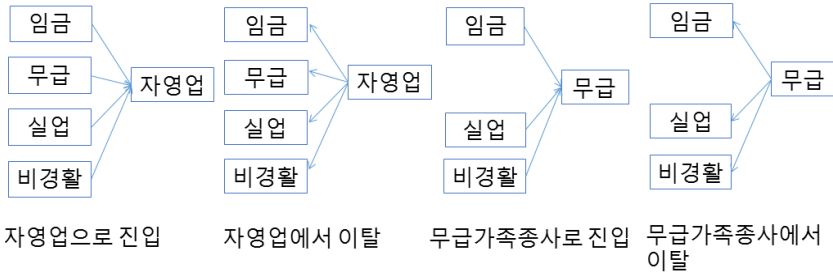 임금
무급
실업
비경활
자영업
자영업으로 진입
임금
무급
실업
비경활
자영업
자영업에서 이탈
임금
실업
비경활
무급
무급가족종사로 진입
임금
실업
비경활
무급
무급가족종사에서
이탈